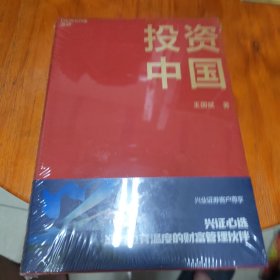 投资
中国
王国斌 著
兴业证券客户尊享
兴证心选
有温度的财富管理伙伴